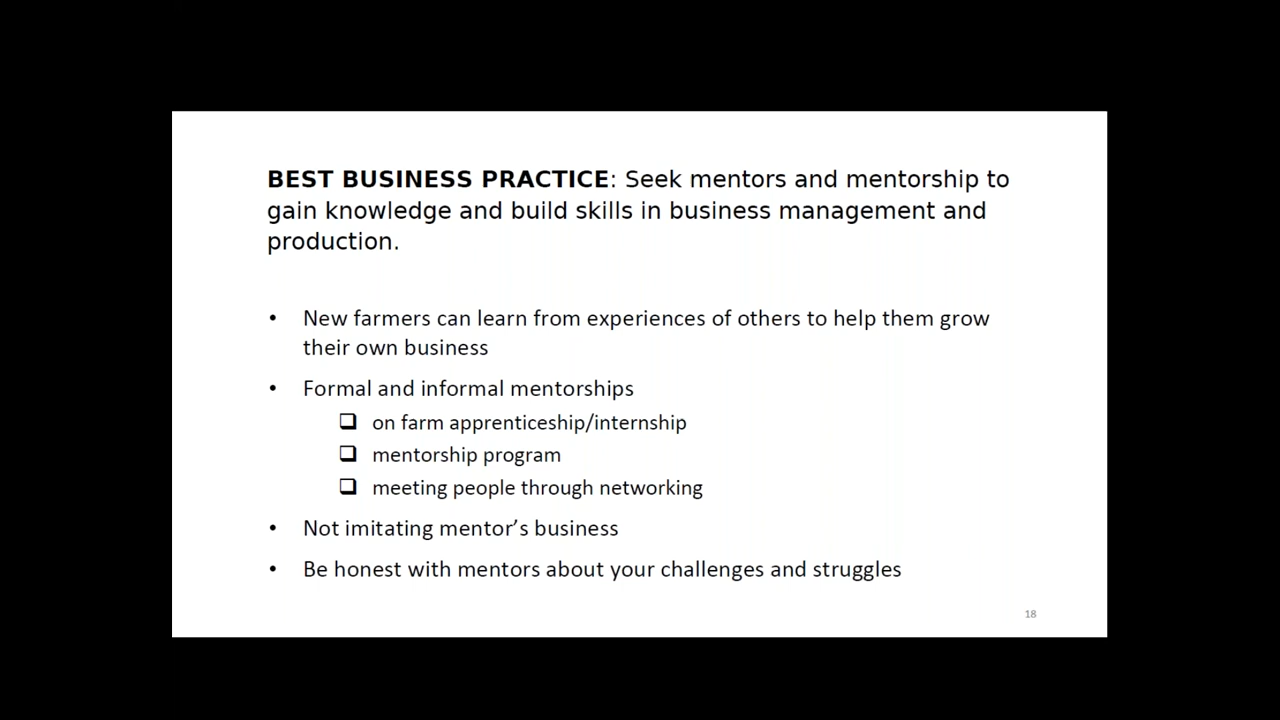 BEST BUSINESS PRACTICE: Seek mentors and mentorship to
gain knowledge and build skills in business management and
production.
• New farmers can learn from experiences of others to help them grow
their own business
• Formal and informal mentorships
❑ on farm apprenticeship/internship
❑ mentorship program
❑ meeting people through networking
• Not imitating mentor’s business
• Be honest with mentors about your challenges and struggles
18